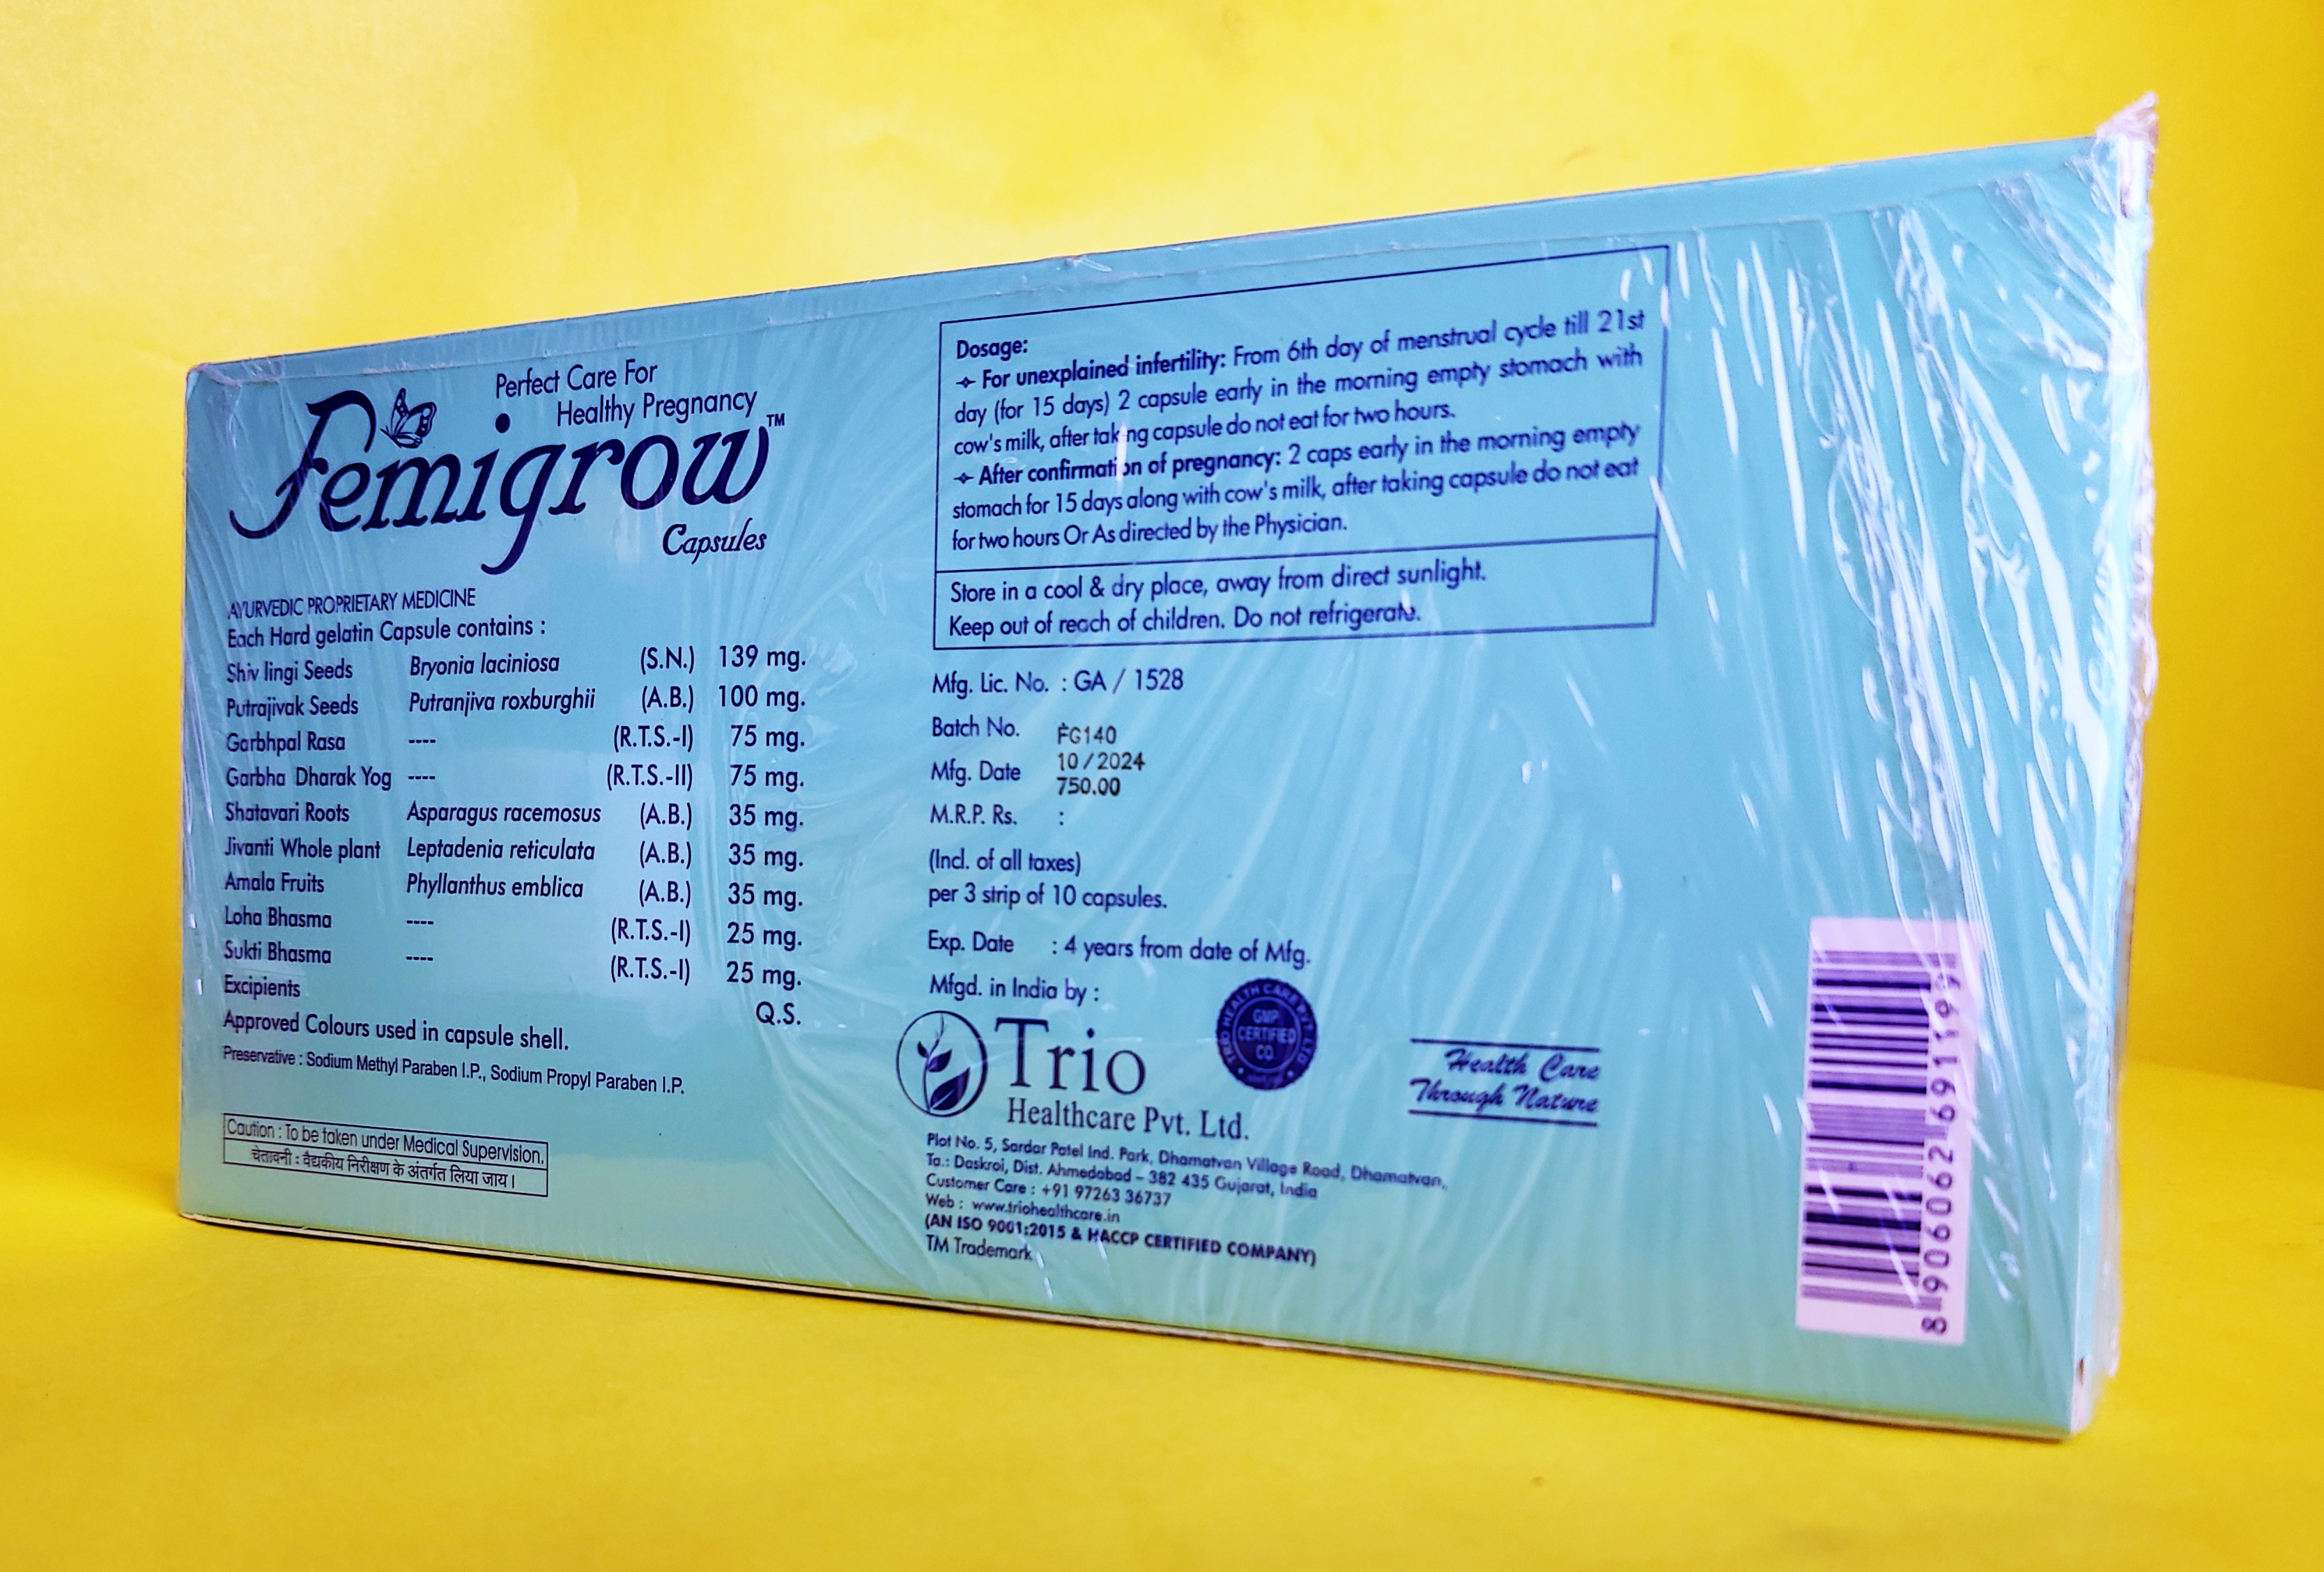 Perfect Care For
Healthy Pregnancy
Femigrow™
Capsules
AYURVEDIC PROPRIETARY MEDICINE
Each Hard gelatin Capsule contains :
Shiv lingi Seeds Bryonia laciniosa (S.N.) 139 mg.
Putrajivak Seeds Putranjiva roxburghii (A.B.) 100 mg.
Garbhpal Rasa ---- (R.T.S.-I) 75 mg.
Garbha Dharak Yog ---- (R.T.S.-II) 75 mg.
Shatavari Roots Asparagus racemosus (A.B.) 35 mg.
Jivanti Whole plant Leptadenia reticulata (A.B.) 35 mg.
Amala Fruits Phyllanthus emblica (A.B.) 35 mg.
Loha Bhasma ---- (R.T.S.-I) 25 mg.
Sukti Bhasma ---- (R.T.S.-I) 25 mg.
Excipients Q.S.
Approved Colours used in capsule shell.
Preservative : Sodium Methyl Paraben I.P., Sodium Propyl Paraben I.P.
Caution : To be taken under Medical Supervision.
चेतावनी : वैद्यकीय निरीक्षण के अंतर्गत लिया जाय ।
Dosage:
For unexplained infertility: From 6th day of menstrual cycle till 21st
day (for 15 days) 2 capsule early in the morning empty stomach with
cow's milk, after taking capsule do not eat for two hours.
After confirmation of pregnancy: 2 caps early in the morning empty
stomach for 15 days along with cow's milk, after taking capsule do not eat
for two hours Or As directed by the Physician.
Store in a cool & dry place, away from direct sunlight.
Keep out of reach of children. Do not refrigerate.
Mfg. Lic. No. : GA / 1528
Batch No. FG140
Mfg. Date 10/2024
750.00
M.R.P. Rs. :
(Incl. of all taxes)
per 3 strip of 10 capsules.
Exp. Date : 4 years from date of Mfg.
Mfgd. in India by :
Trio
Healthcare Pvt. Ltd.
TRIO HEALTH CARE PVT. LTD.
GMP
CERTIFIED
CO.
Health Care
Through Nature
Plot No. 5, Sardar Patel Ind. Park, Dhamatvan Village Road, Dhamatvan,
Ta.: Daskroi, Dist. Ahmedabad – 382 435 Gujarat, India
Customer Care : +91 97263 36737
Web : www.triohealthcare.in
(AN ISO 9001:2015 & HACCP CERTIFIED COMPANY)
TM Trademark
8 906062 691199